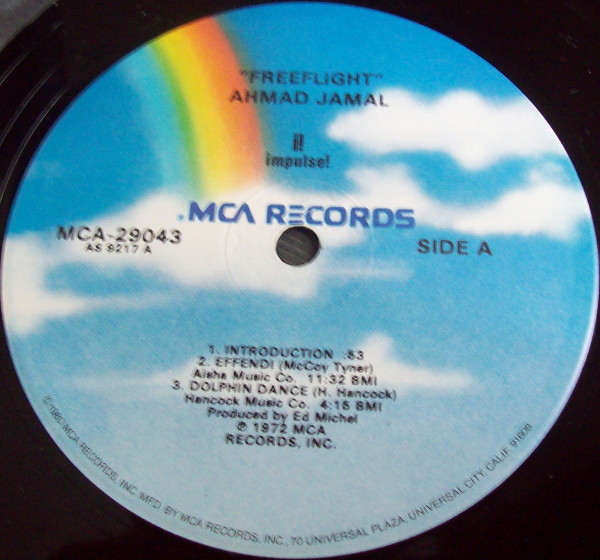 "FREEFLIGHT"
AHMAD JAMAL
i!
impulse!
MCA RECORDS
MCA-29043
AS 9217 A
SIDE A
1. INTRODUCTION :53
2. EFFENDI (McCoy Tyner)
Aisha Music Co. 11:32 BMI
3. DOLPHIN DANCE (H. Hancock)
Hancock Music Co. 4:15 BMI
Produced by Ed Michel
℗ 1972 MCA
RECORDS, INC.
MCA RECORDS, INC. MFD BY MCA RECORDS, INC., 70 UNIVERSAL PLAZA, UNIVERSAL CITY, CALIF. 91608